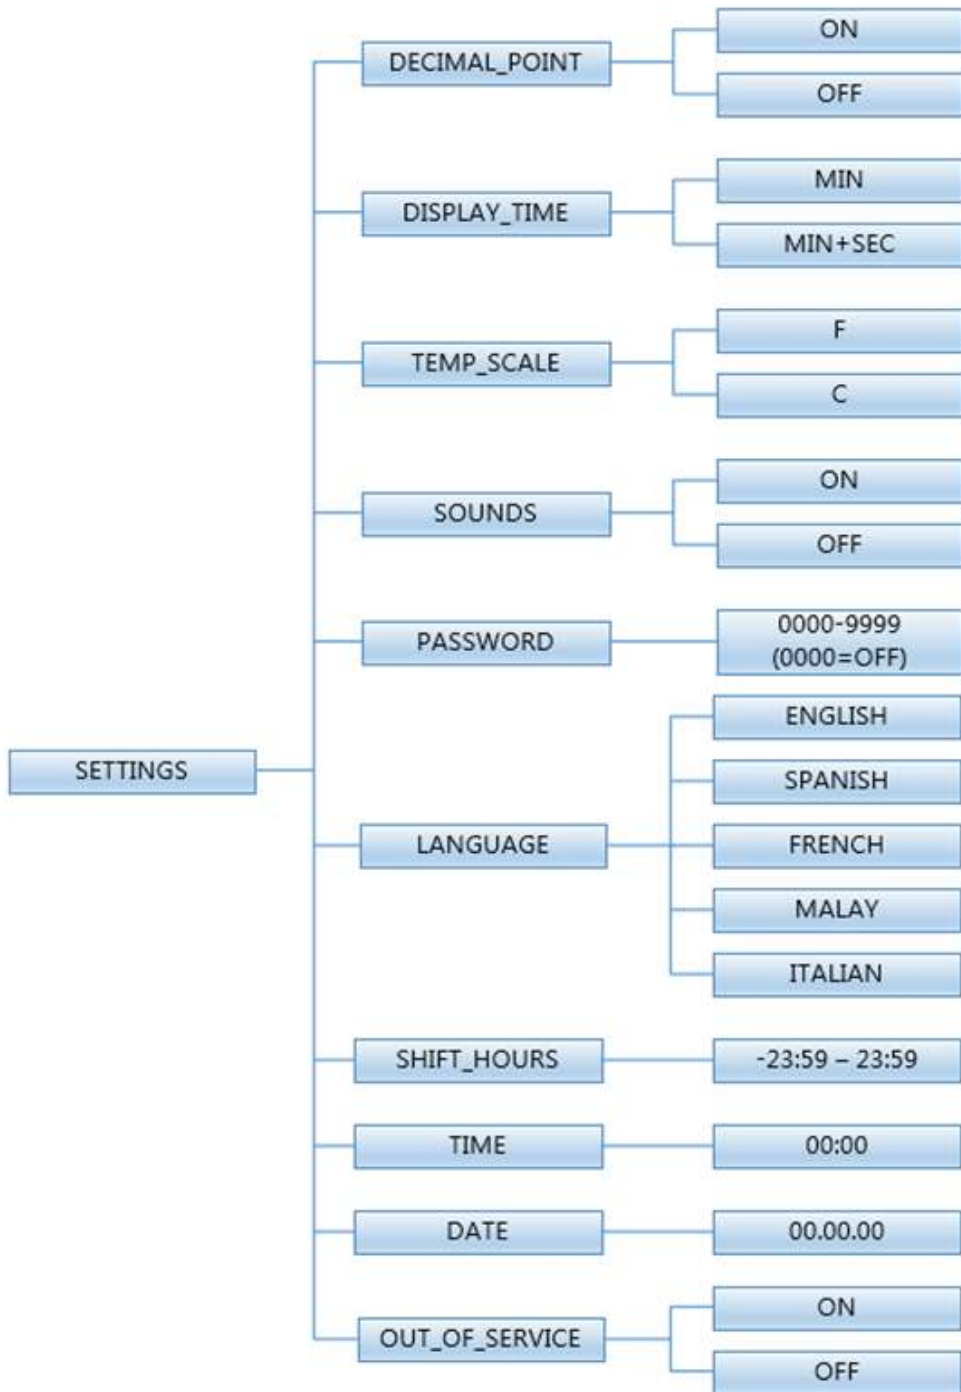 SETTINGS
DECIMAL_POINT
ON
OFF
DISPLAY_TIME
MIN
MIN+SEC
TEMP_SCALE
F
C
SOUNDS
ON
OFF
PASSWORD
0000-9999
(0000=OFF)
LANGUAGE
ENGLISH
SPANISH
FRENCH
MALAY
ITALIAN
SHIFT_HOURS
-23:59 – 23:59
TIME
00:00
DATE
00.00.00
OUT_OF_SERVICE
ON
OFF